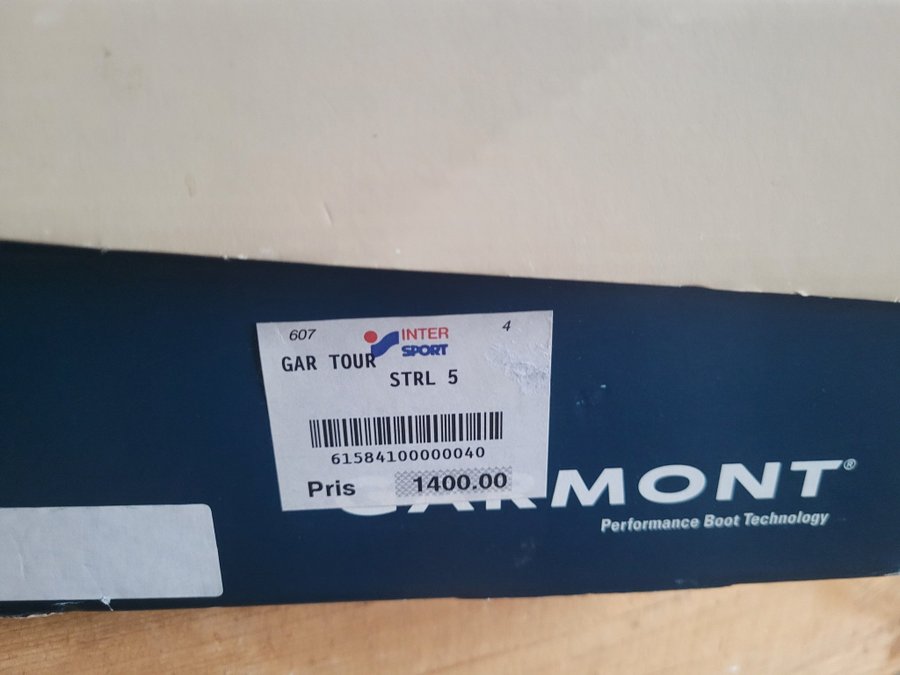 607
INTER
4
SPORT
GAR TOUR
STRL 5
61584100000040
Pris 1400.00
GARMONT®
Performance Boot Technology